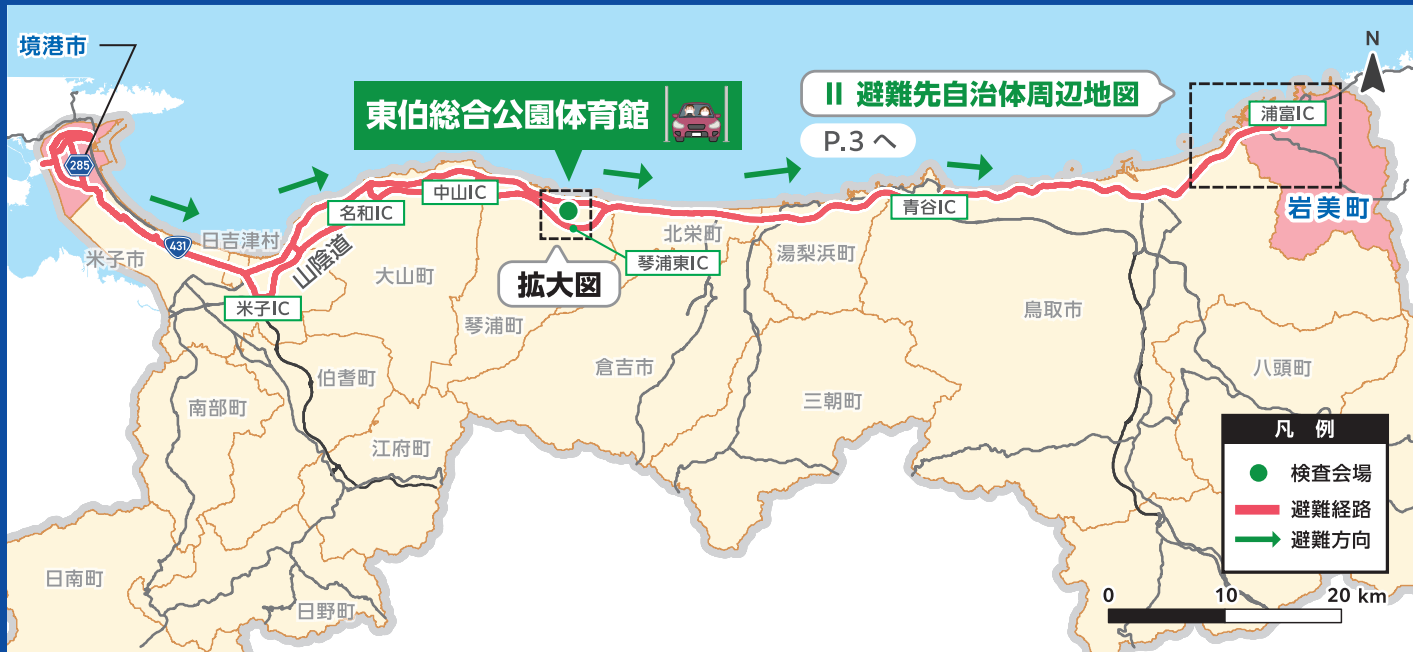 境港市
N
東伯総合公園体育館
II 避難先自治体周辺地図
P.3 へ
浦富IC
285
中山IC
名和IC
青谷IC
岩美町
日吉津村
431
米子市
山陰道
大山町
北栄町
琴浦東IC
湯梨浜町
拡大図
米子IC
琴浦町
鳥取市
倉吉市
伯耆町
八頭町
南部町
三朝町
江府町
凡 例
検査会場
避難経路
避難方向
日南町
日野町
0 10 20 km